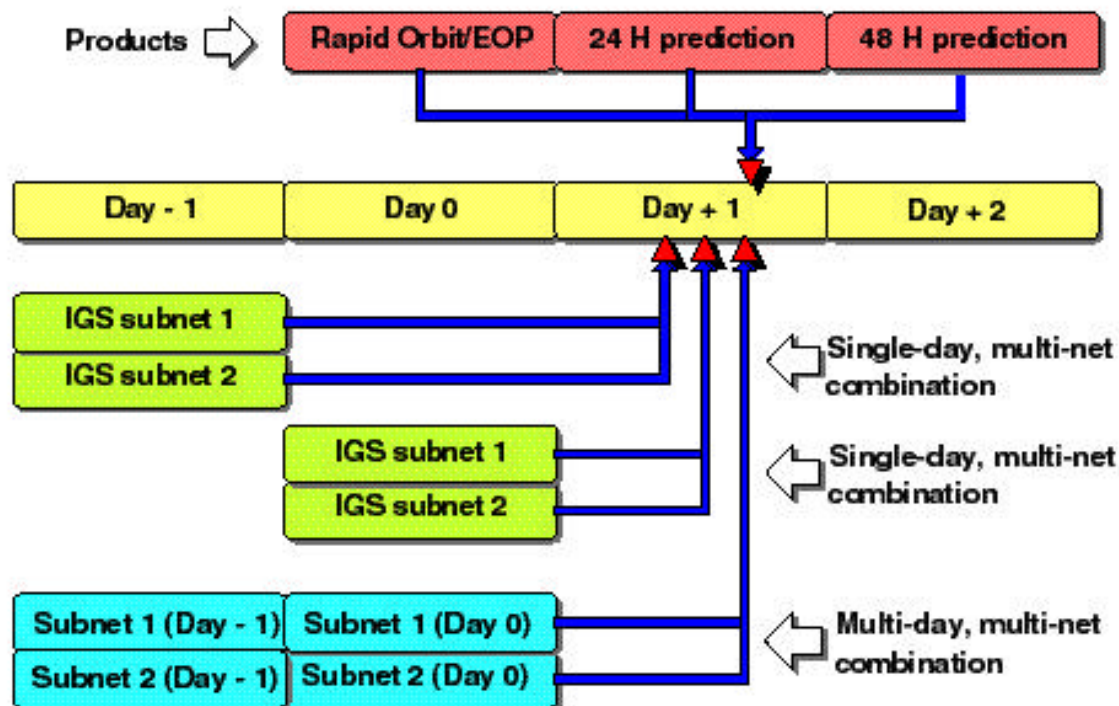 Products
Rapid Orbit/EOP
24 H prediction
48 H prediction
Day - 1
Day 0
Day + 1
Day + 2
IGS subnet 1
IGS subnet 2
Single-day, multi-net
combination
IGS subnet 1
IGS subnet 2
Single-day, multi-net
combination
Subnet 1 (Day - 1)
Subnet 1 (Day 0)
Subnet 2 (Day - 1)
Subnet 2 (Day 0)
Multi-day, multi-net
combination